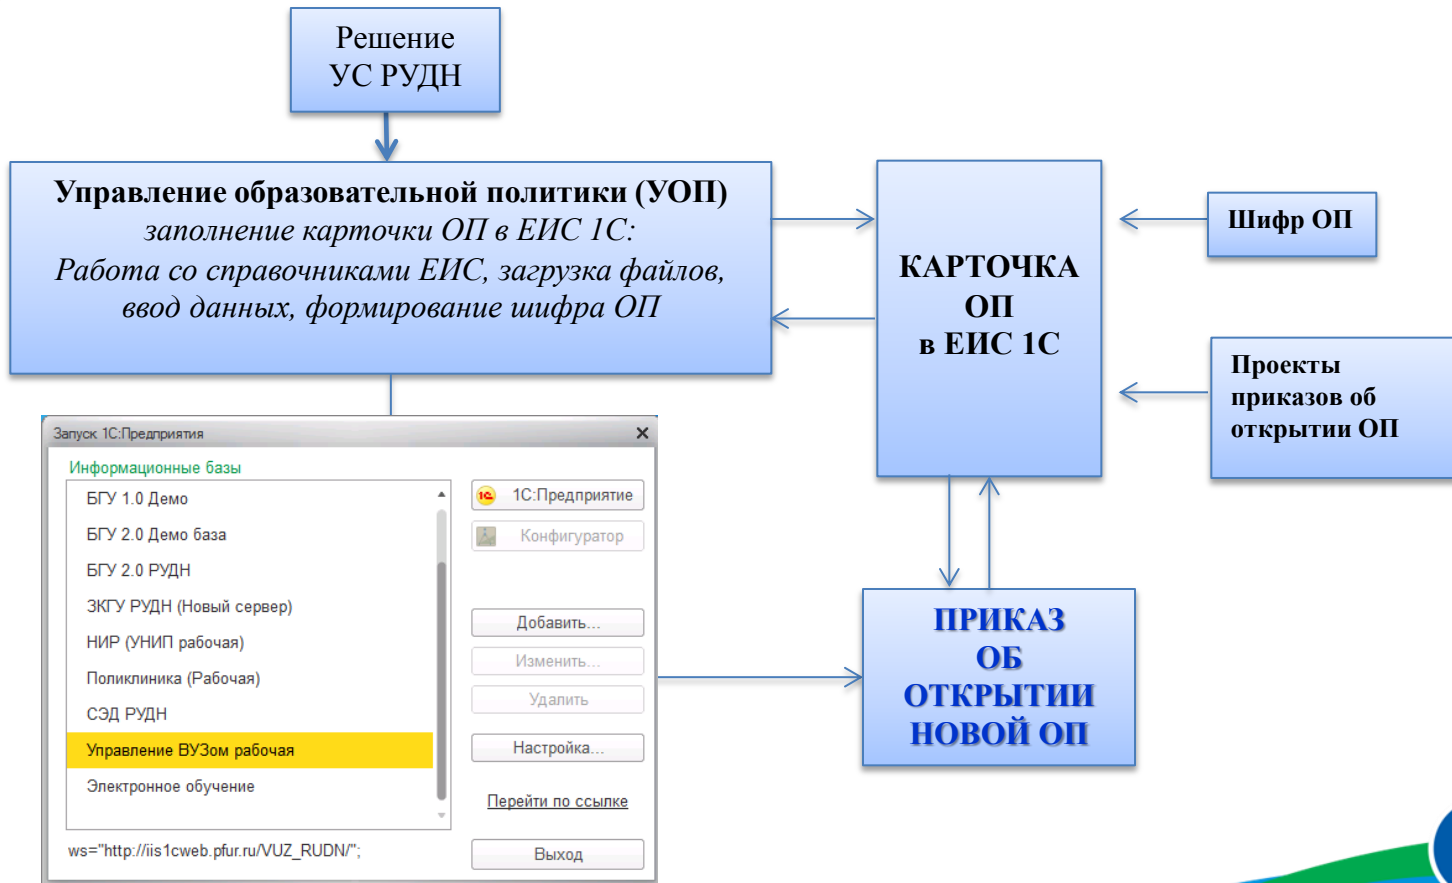 Решение
УС РУДН
Управление образовательной политики (УОП)
заполнение карточки ОП в ЕИС 1С:
Работа со справочниками ЕИС, загрузка файлов,
ввод данных, формирование шифра ОП
КАРТОЧКА
ОП
в ЕИС 1С
Шифр ОП
Проекты
приказов об
открытии ОП
Запуск 1С:Предприятия
Информационные базы
БГУ 1.0 Демо
БГУ 2.0 Демо база
БГУ 2.0 РУДН
ЗКГУ РУДН (Новый сервер)
НИР (УНИП рабочая)
Поликлиника (Рабочая)
СЭД РУДН
Управление ВУЗом рабочая
Электронное обучение
ws="http://iis1cweb.pfur.ru/VUZ_RUDN/";
1С:Предприятие
Конфигуратор
Добавить...
Изменить...
Удалить
Настройка...
Перейти по ссылке
Выход
ПРИКАЗ
ОБ
ОТКРЫТИИ
НОВОЙ ОП